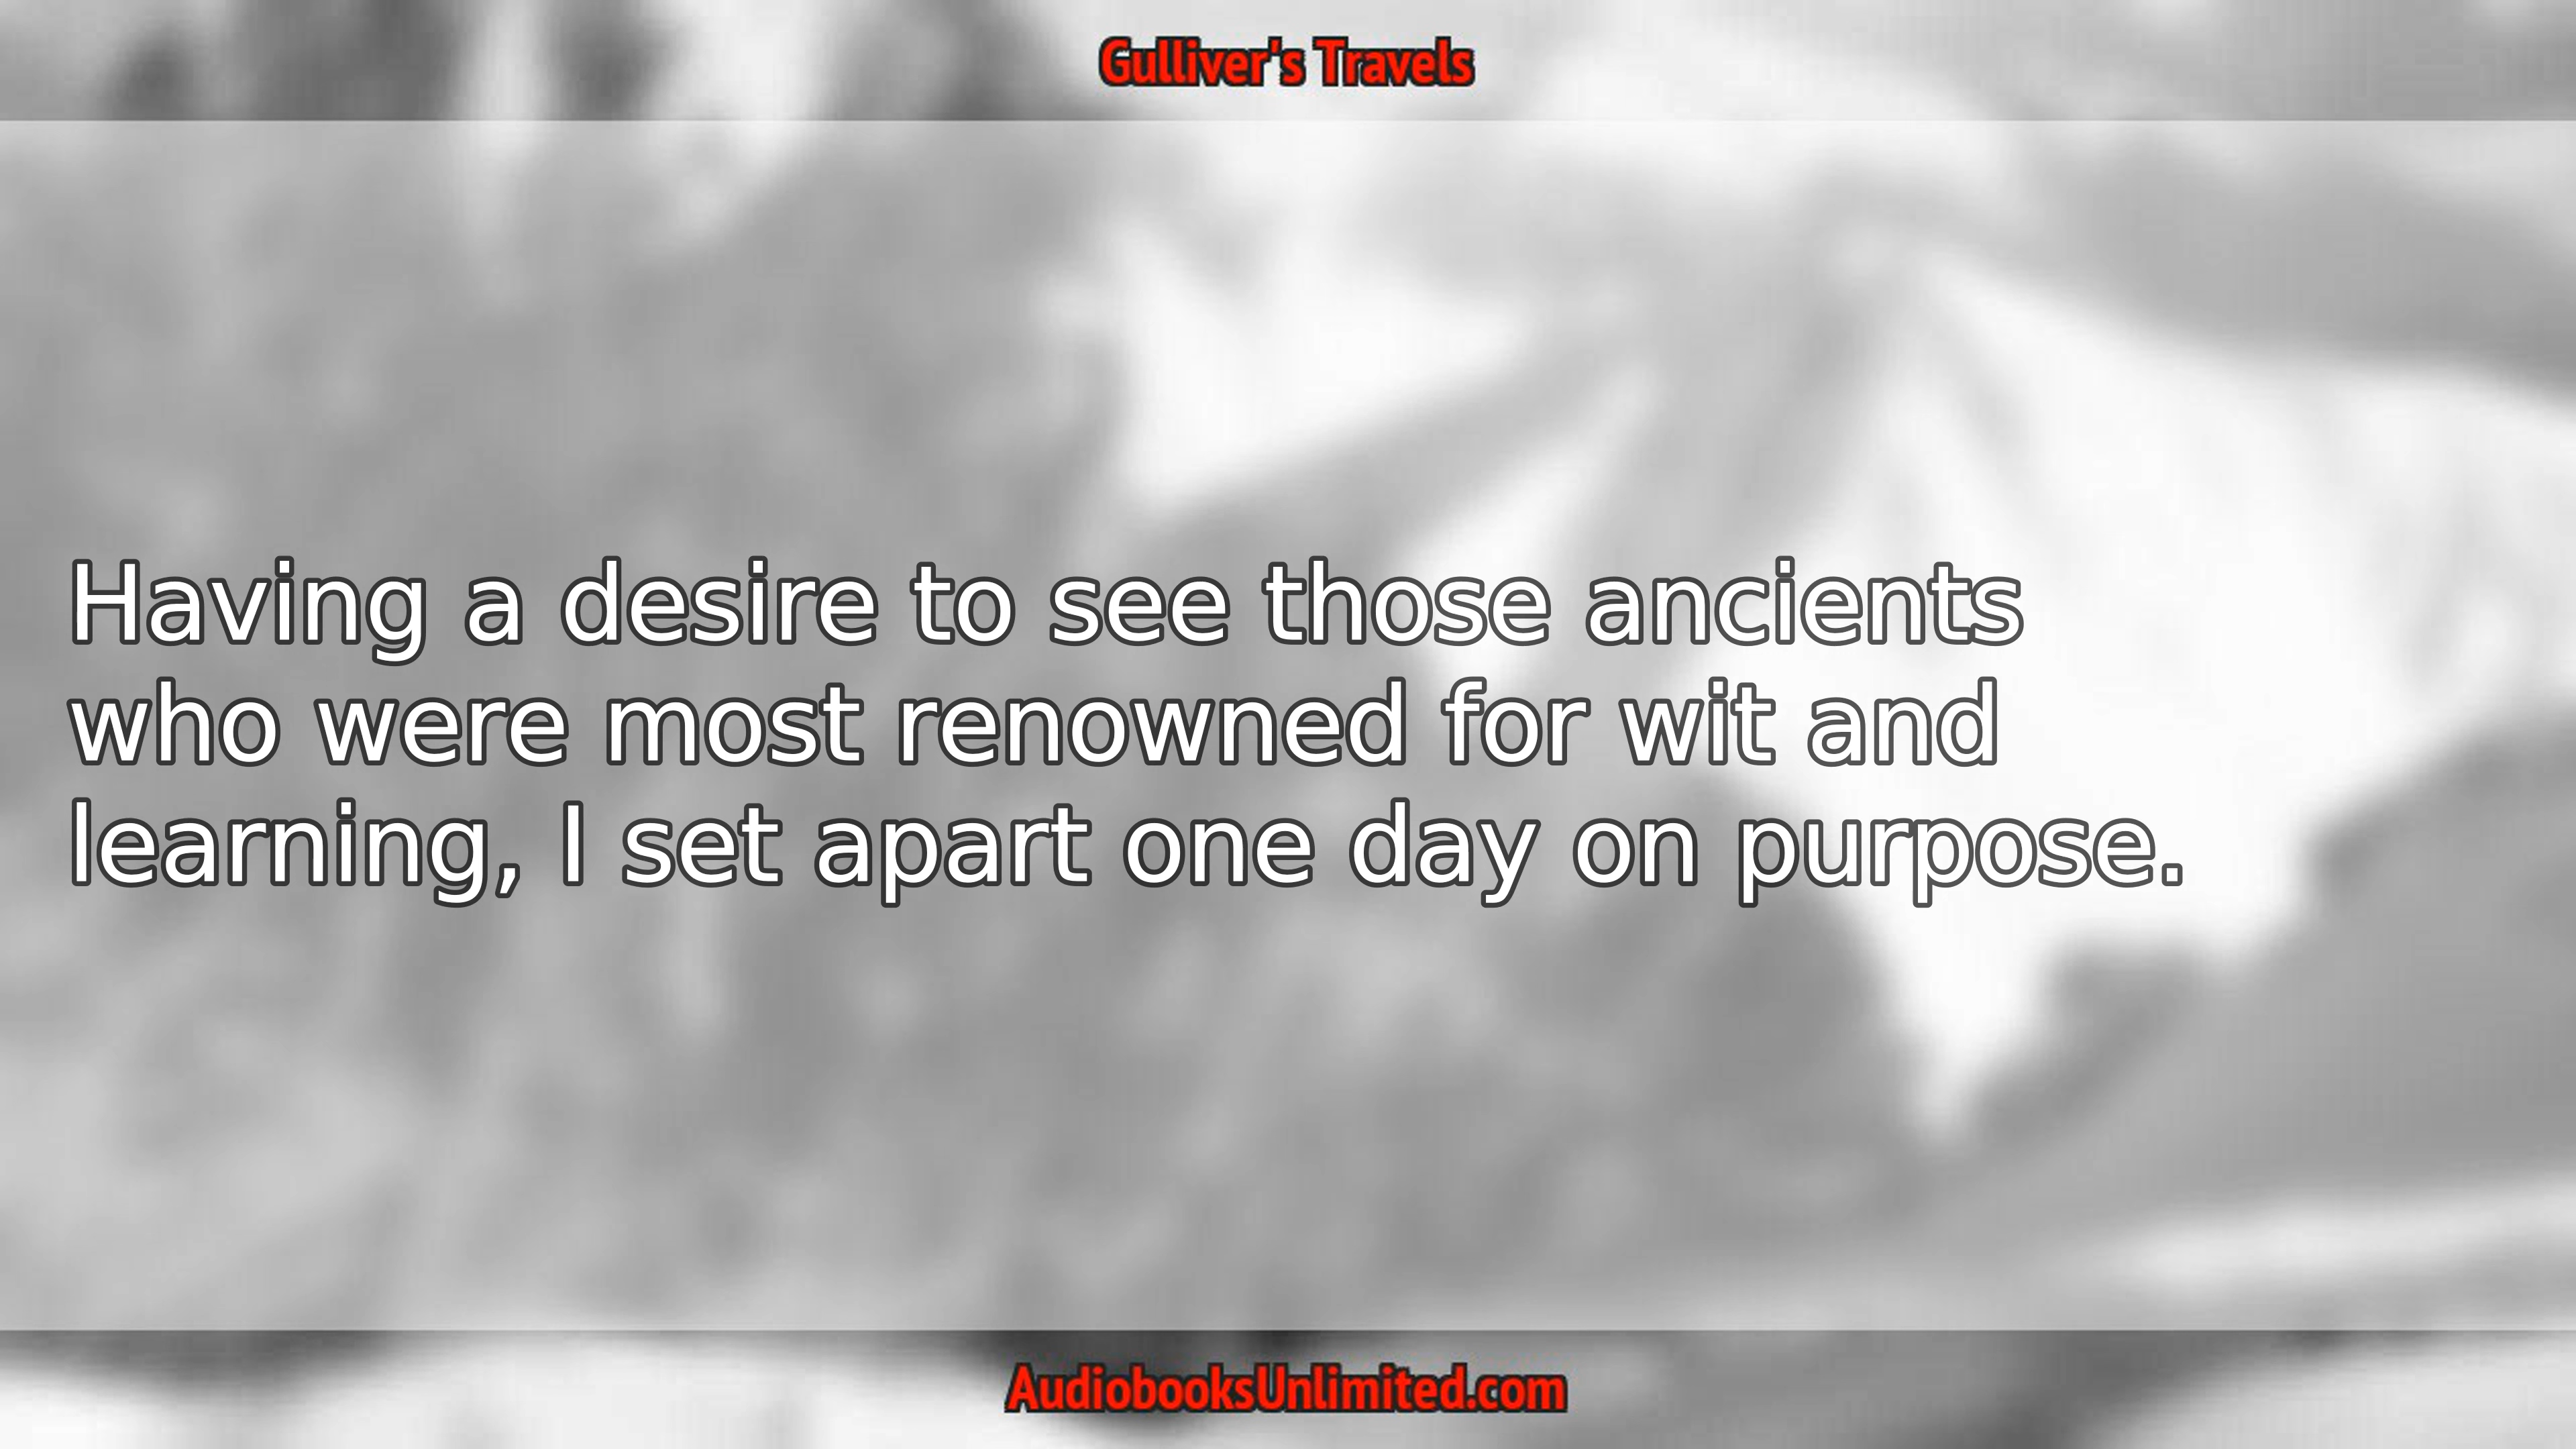 Gulliver's Travels
Having a desire to see those ancients
who were most renowned for wit and
learning, I set apart one day on purpose.
AudiobooksUnlimited.com